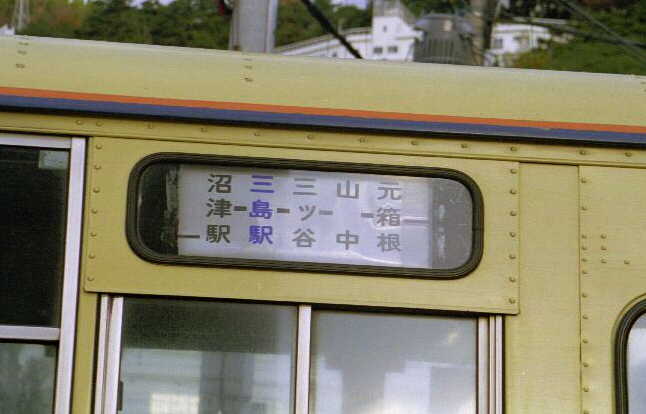 元箱根
山中
三ツ谷
三島駅
沼津駅